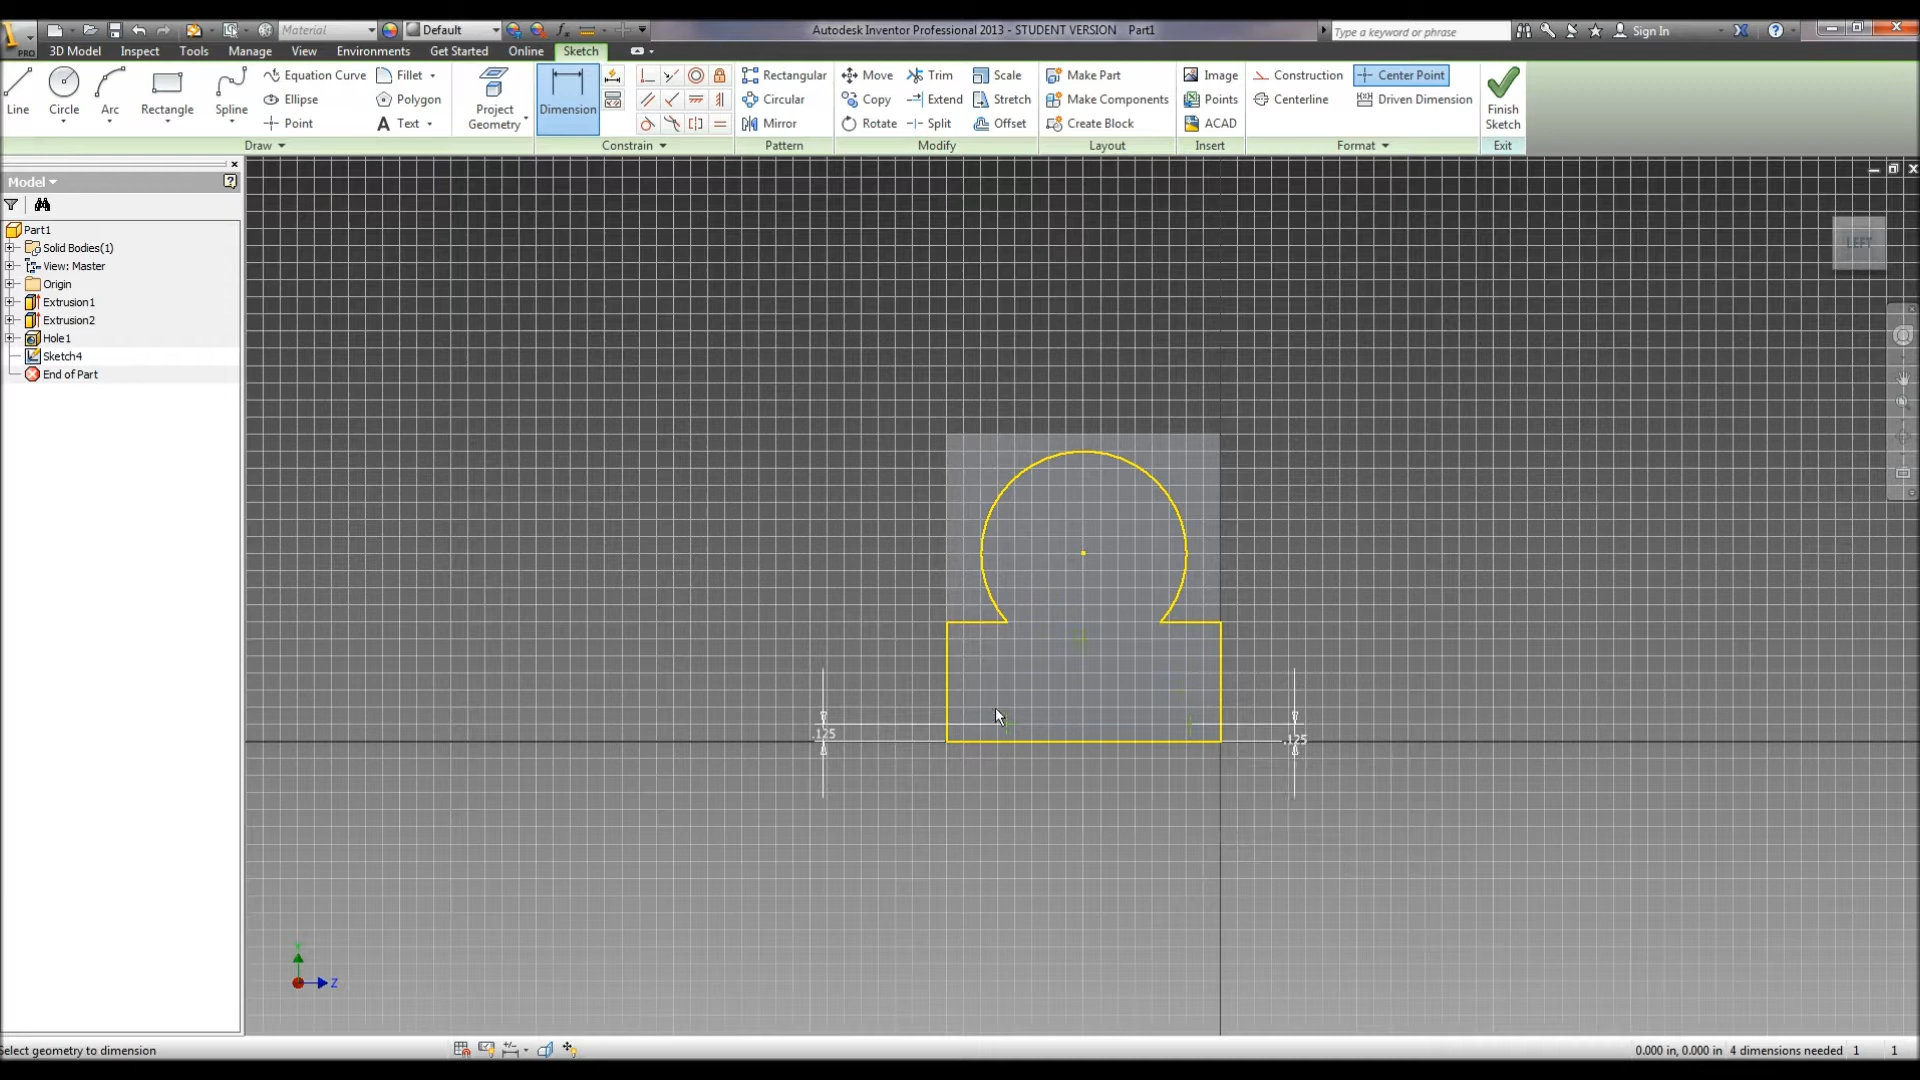 Material
Default
Autodesk Inventor Professional 2013 - STUDENT VERSION Part1
Type a keyword or phrase
Sign In
PRO
3D Model Inspect Tools Manage View Environments Get Started Online Sketch
Line
Circle
Arc
Rectangle
Spline
Equation Curve
Ellipse
Point
Fillet
Polygon
Text
Project Geometry
Dimension
Rectangular
Circular
Mirror
Move
Copy
Rotate
Trim
Extend
Split
Scale
Stretch
Offset
Make Part
Make Components
Create Block
Image
Points
ACAD
Construction
Centerline
Center Point
Driven Dimension
Finish
Sketch
Draw Constrain Pattern Modify Layout Insert Format Exit
Model
Part1
Solid Bodies(1)
View: Master
Origin
Extrusion1
Extrusion2
Hole1
Sketch4
End of Part
LEFT
.125
.125
Z
Select geometry to dimension
0.000 in, 0.000 in 4 dimensions needed 1 1